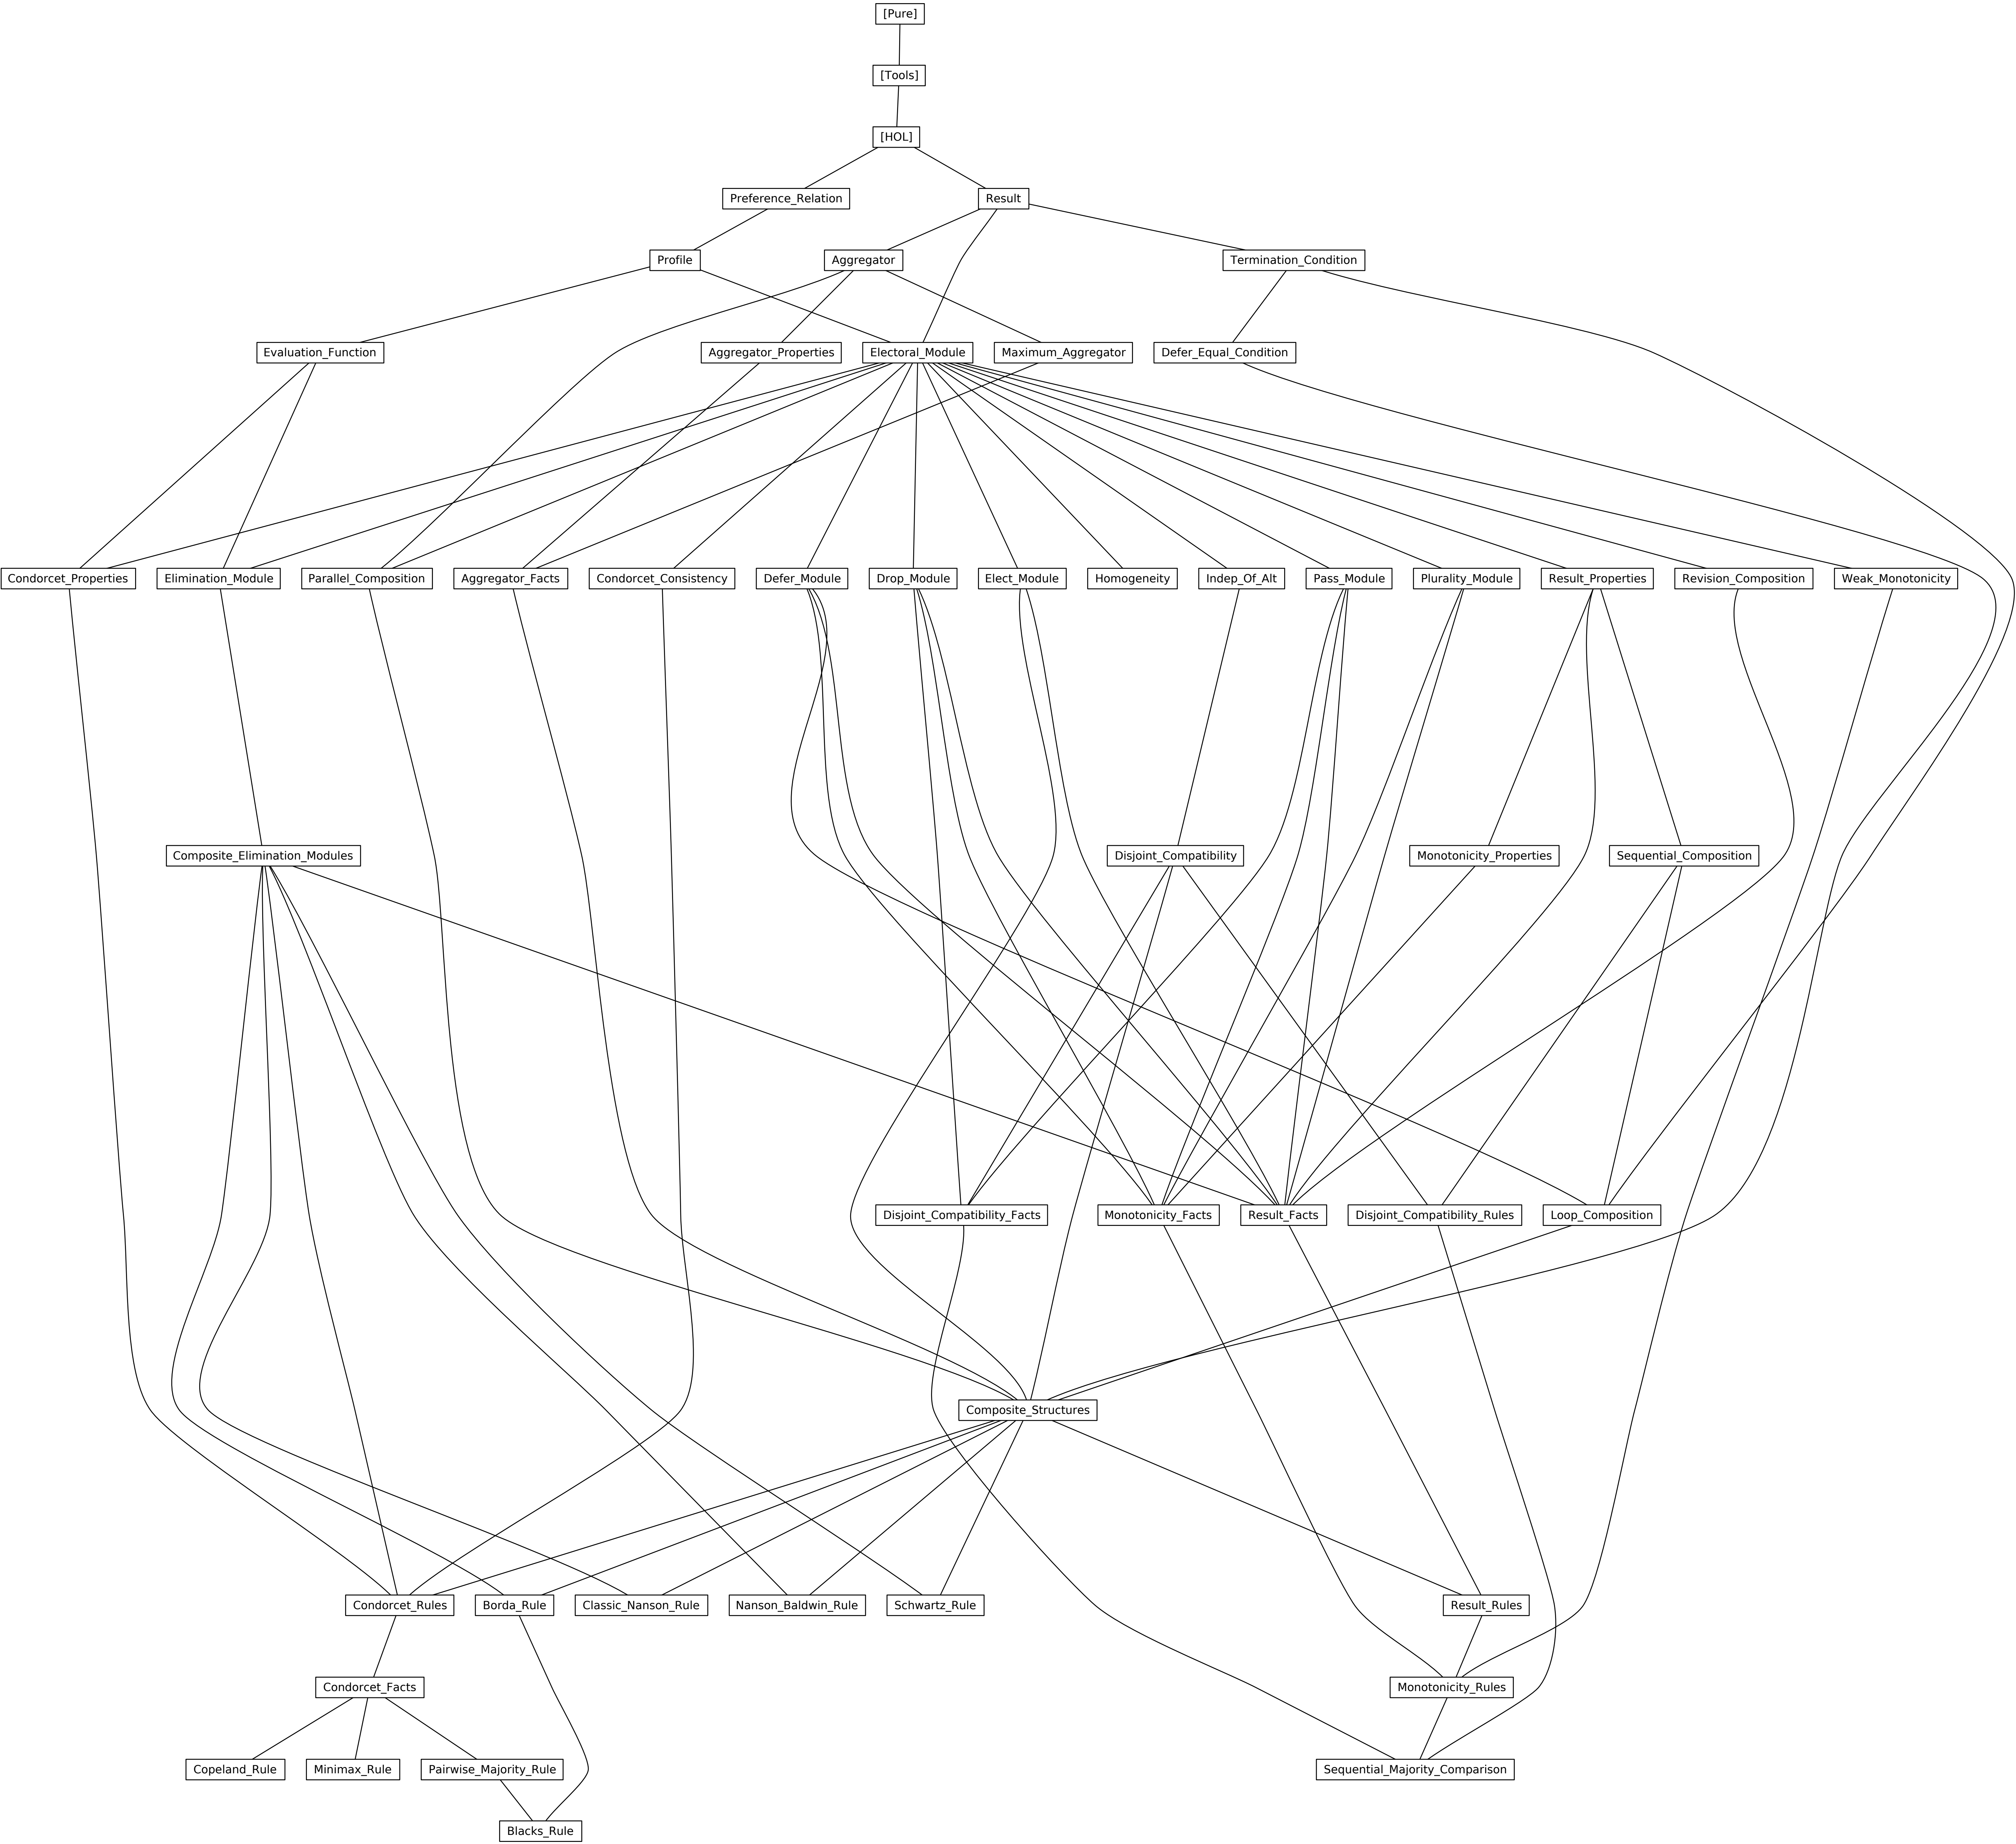 [Pure]
[Tools]
[HOL]
Preference_Relation
Result
Profile
Aggregator
Termination_Condition
Evaluation_Function
Aggregator_Properties
Electoral_Module
Maximum_Aggregator
Defer_Equal_Condition
Condorcet_Properties
Elimination_Module
Parallel_Composition
Aggregator_Facts
Condorcet_Consistency
Defer_Module
Drop_Module
Elect_Module
Homogeneity
Indep_Of_Alt
Pass_Module
Plurality_Module
Result_Properties
Revision_Composition
Weak_Monotonicity
Composite_Elimination_Modules
Disjoint_Compatibility
Monotonicity_Properties
Sequential_Composition
Disjoint_Compatibility_Facts
Monotonicity_Facts
Result_Facts
Disjoint_Compatibility_Rules
Loop_Composition
Composite_Structures
Condorcet_Rules
Borda_Rule
Classic_Nanson_Rule
Nanson_Baldwin_Rule
Schwartz_Rule
Result_Rules
Condorcet_Facts
Monotonicity_Rules
Copeland_Rule
Minimax_Rule
Pairwise_Majority_Rule
Sequential_Majority_Comparison
Blacks_Rule